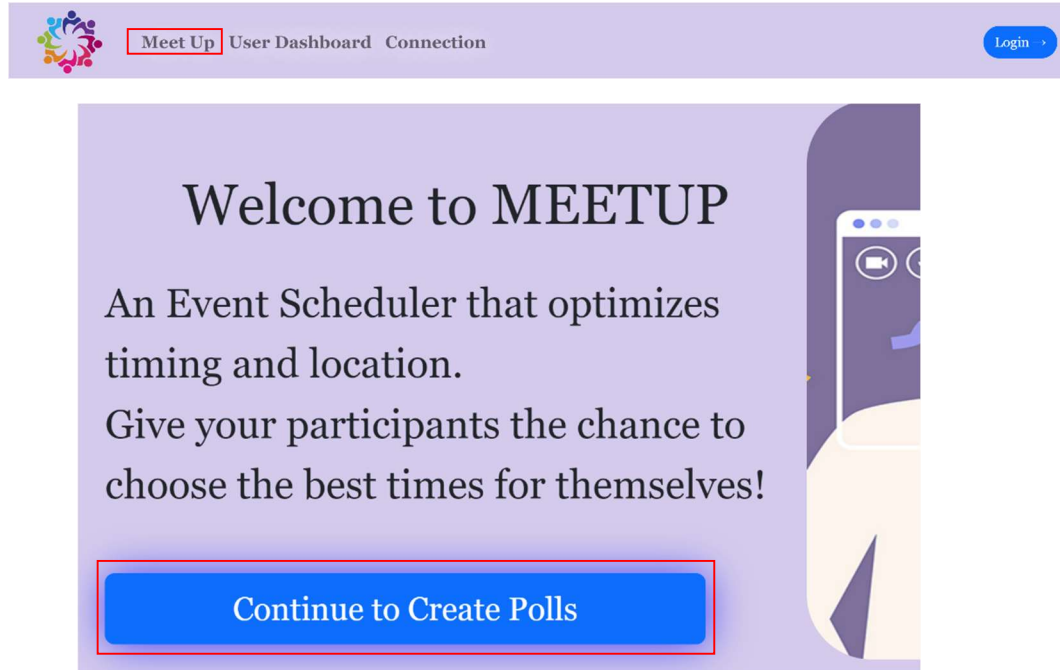 Meet Up User Dashboard Connection Login →
Welcome to MEETUP
An Event Scheduler that optimizes
timing and location.
Give your participants the chance to
choose the best times for themselves!
Continue to Create Polls